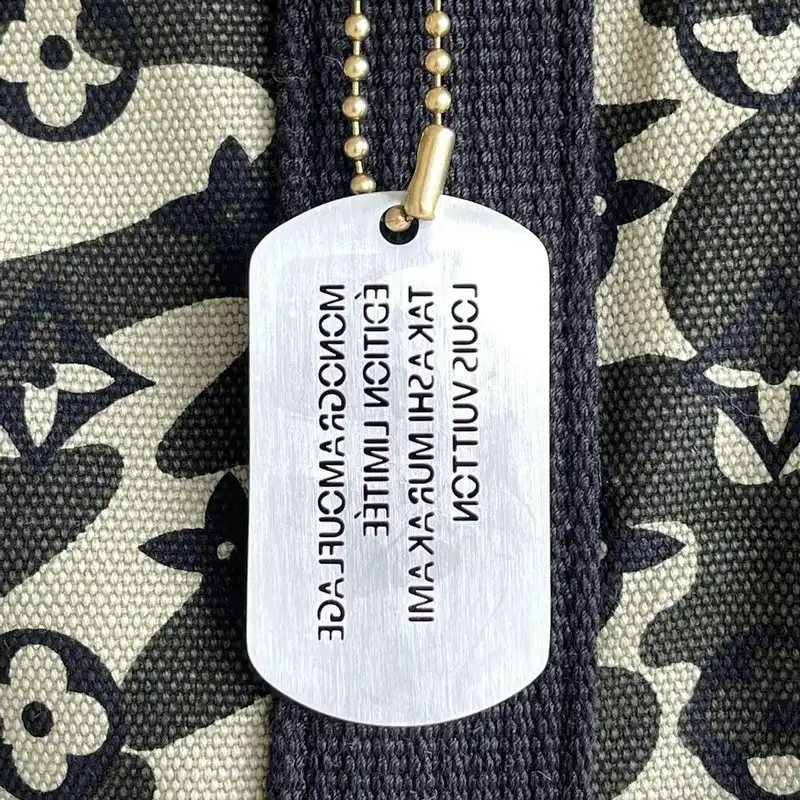 LOUIS VUITTON
TAKASHI MURAKAMI
ÉDITION LIMITÉE
MONOGRAMOUFLAGE